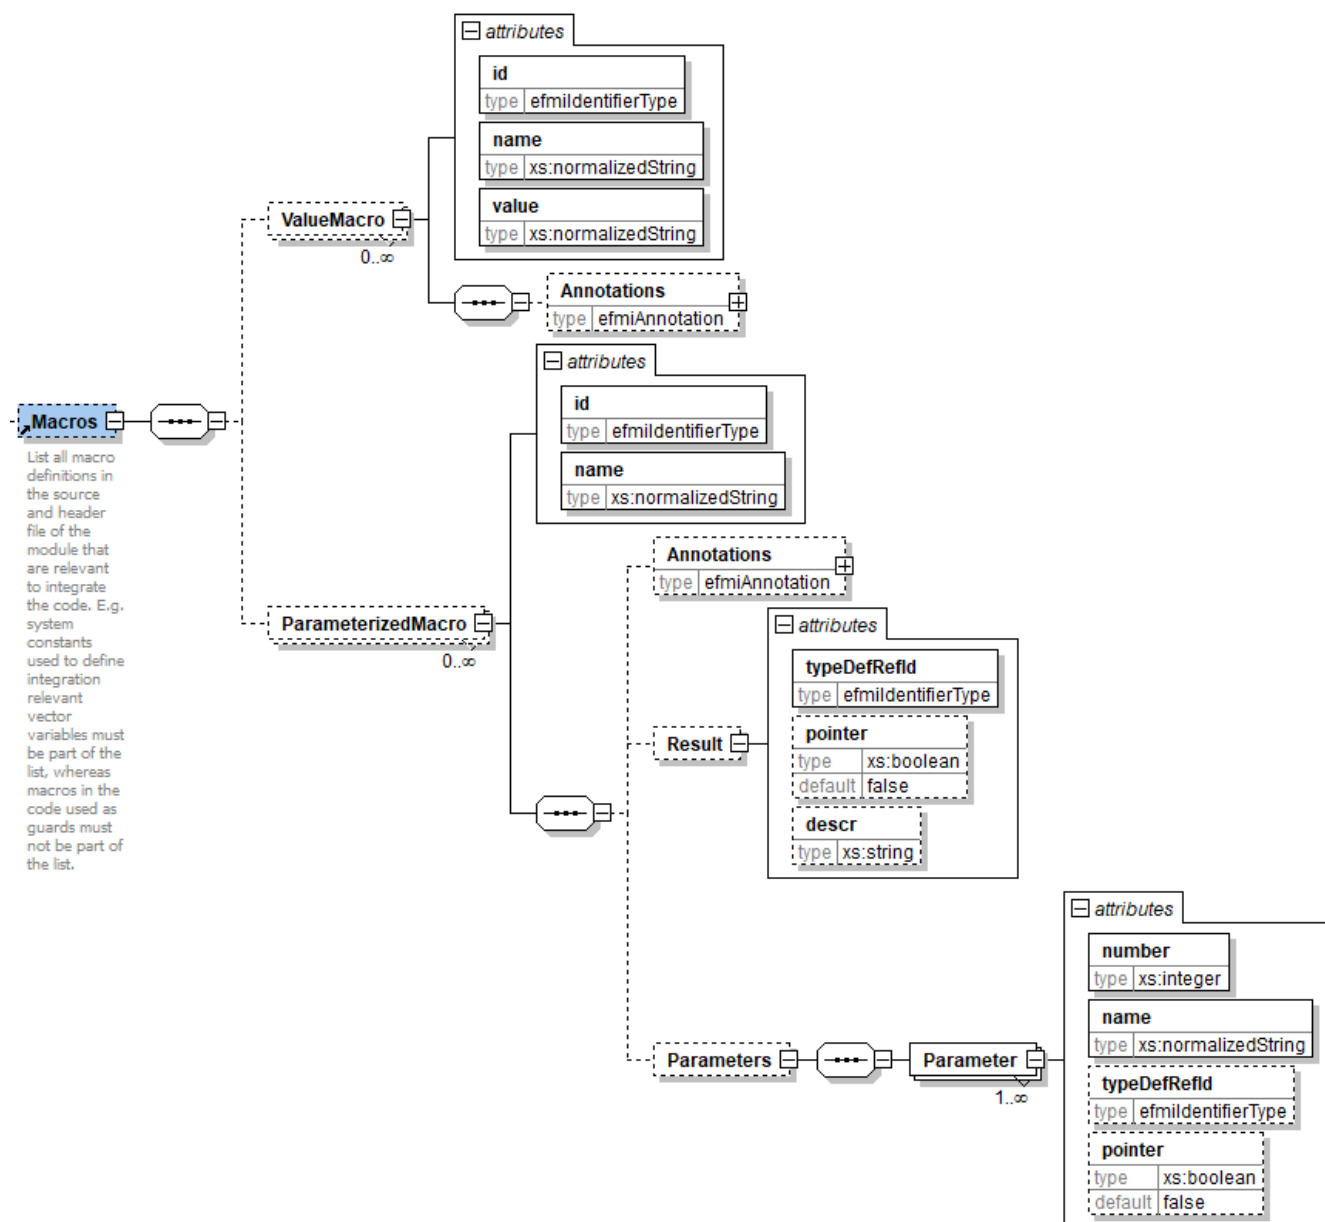 attributes
id
type efmiIdentifierType
name
type xs:normalizedString
value
type xs:normalizedString
ValueMacro
0..∞
Annotations
type efmiAnnotation
attributes
id
type efmiIdentifierType
name
type xs:normalizedString
Macros
List all macro
definitions in
the source
and header
file of the
module that
are relevant
to integrate
the code. E.g.
system
constants
used to define
integration
relevant
vector
variables must
be part of the
list, whereas
macros in the
code used as
guards must
not be part of
the list.
ParameterizedMacro
0..∞
Annotations
type efmiAnnotation
attributes
typeDefRefId
type efmiIdentifierType
pointer
type xs:boolean
default false
descr
type xs:string
Result
attributes
number
type xs:integer
name
type xs:normalizedString
typeDefRefId
type efmiIdentifierType
pointer
type xs:boolean
default false
Parameters
Parameter
1..∞